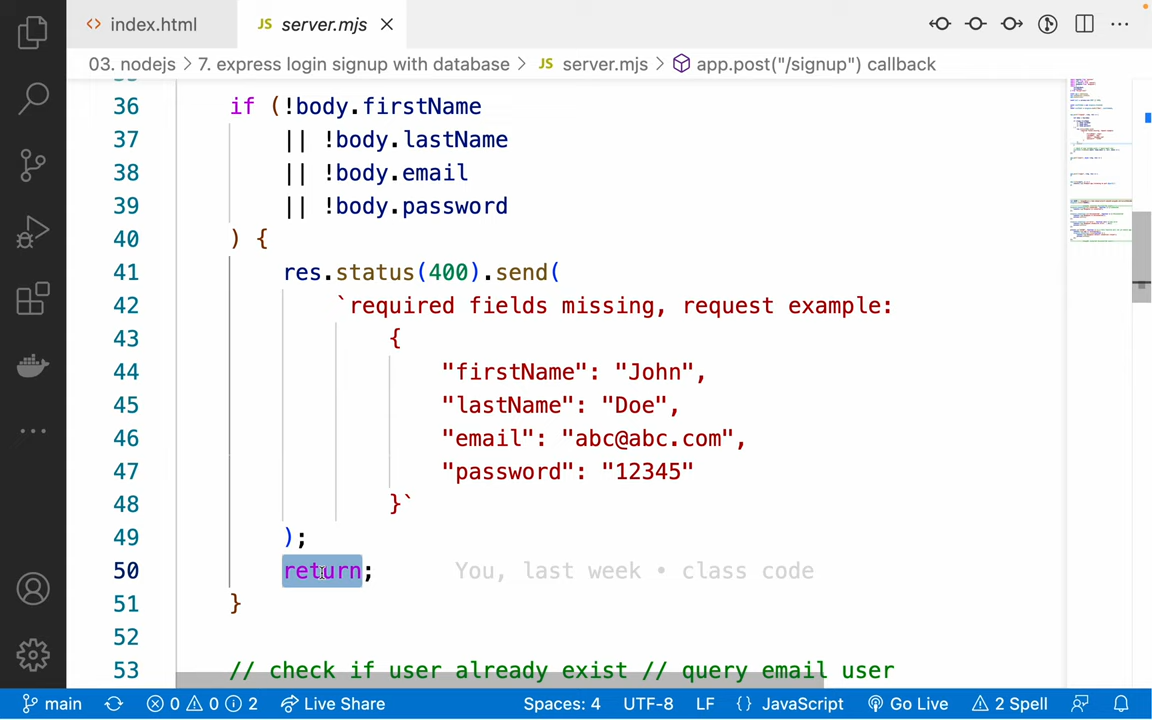 <> index.html
JS server.mjs ×
03. nodejs > 7. express login signup with database > JS server.mjs > app.post("/signup") callback
36 if (!body.firstName
37 || !body.lastName
38 || !body.email
39 || !body.password
40 ) {
41 res.status(400).send(
42 `required fields missing, request example:
43 {
44 "firstName": "John",
45 "lastName": "Doe",
46 "email": "abc@abc.com",
47 "password": "12345"
48 }`
49 );
50 return; You, last week • class code
51 }
52
53 // check if user already exist // query email user
main 0 0 2 Live Share Spaces: 4 UTF-8 LF {} JavaScript Go Live 2 Spell